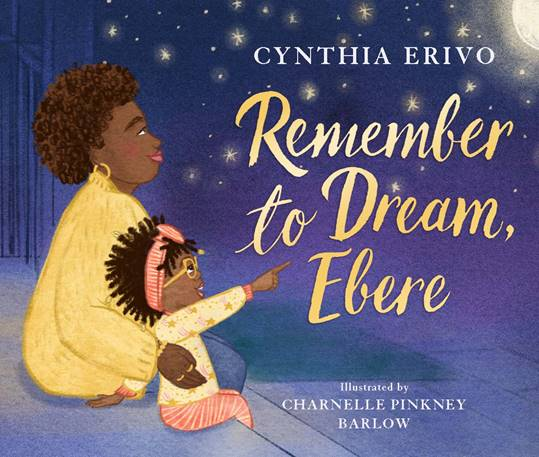 CYNTHIA ERIVO
Remember
to Dream,
Ebere
Illustrated by
CHARNELLE PINKNEY
BARLOW